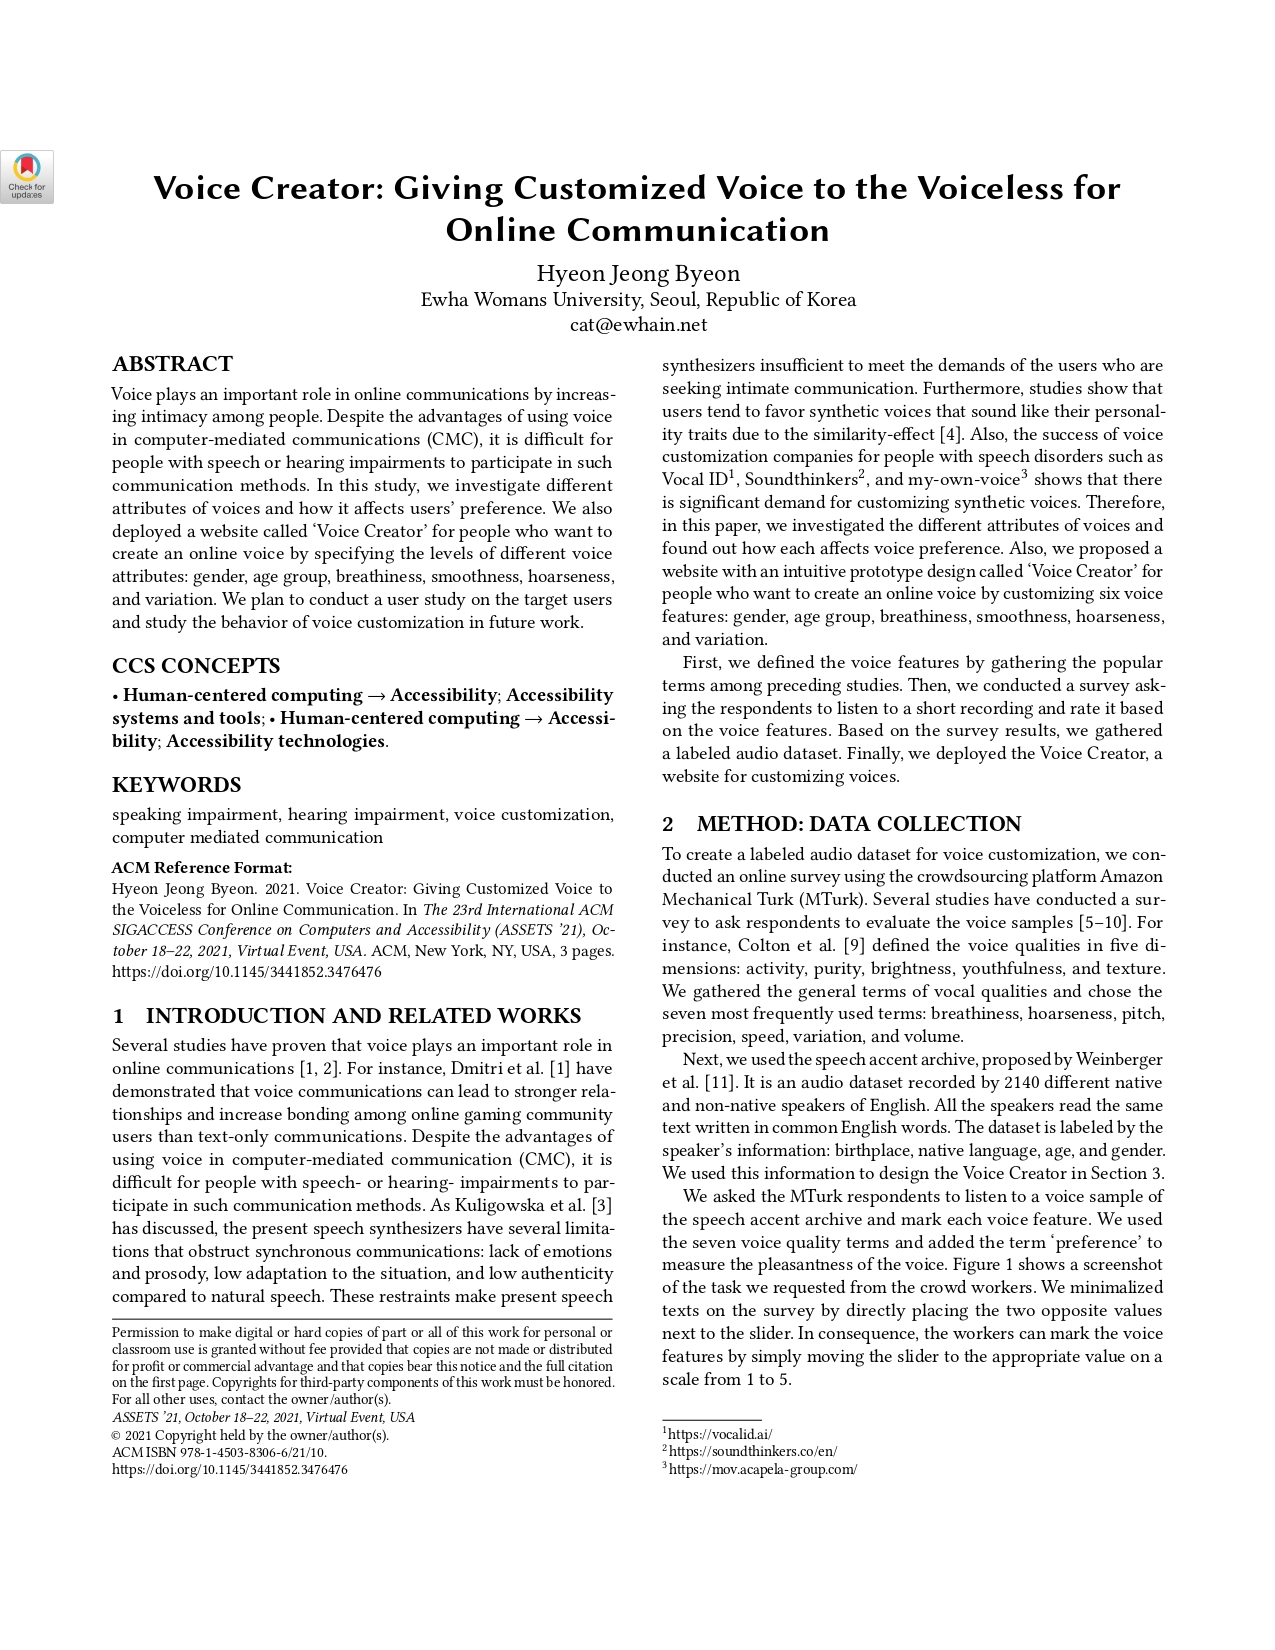 Check for
updates
Voice Creator: Giving Customized Voice to the Voiceless for
Online Communication
Hyeon Jeong Byeon
Ewha Womans University, Seoul, Republic of Korea
cat@ewhain.net
ABSTRACT
Voice plays an important role in online communications by increas-
ing intimacy among people. Despite the advantages of using voice
in computer-mediated communications (CMC), it is difficult for
people with speech or hearing impairments to participate in such
communication methods. In this study, we investigate different
attributes of voices and how it affects users’ preference. We also
deployed a website called ‘Voice Creator’ for people who want to
create an online voice by specifying the levels of different voice
attributes: gender, age group, breathiness, smoothness, hoarseness,
and variation. We plan to conduct a user study on the target users
and study the behavior of voice customization in future work.
CCS CONCEPTS
• Human-centered computing → Accessibility; Accessibility
systems and tools; • Human-centered computing → Accessi-
bility; Accessibility technologies.
KEYWORDS
speaking impairment, hearing impairment, voice customization,
computer mediated communication
ACM Reference Format:
Hyeon Jeong Byeon. 2021. Voice Creator: Giving Customized Voice to
the Voiceless for Online Communication. In The 23rd International ACM
SIGACCESS Conference on Computers and Accessibility (ASSETS ’21), Oc-
tober 18–22, 2021, Virtual Event, USA. ACM, New York, NY, USA, 3 pages.
https://doi.org/10.1145/3441852.3476476
1 INTRODUCTION AND RELATED WORKS
Several studies have proven that voice plays an important role in
online communications [1, 2]. For instance, Dmitri et al. [1] have
demonstrated that voice communications can lead to stronger rela-
tionships and increase bonding among online gaming community
users than text-only communications. Despite the advantages of
using voice in computer-mediated communication (CMC), it is
difficult for people with speech- or hearing- impairments to par-
ticipate in such communication methods. As Kuligowska et al. [3]
has discussed, the present speech synthesizers have several limita-
tions that obstruct synchronous communications: lack of emotions
and prosody, low adaptation to the situation, and low authenticity
compared to natural speech. These restraints make present speech
Permission to make digital or hard copies of part or all of this work for personal or
classroom use is granted without fee provided that copies are not made or distributed
for profit or commercial advantage and that copies bear this notice and the full citation
on the first page. Copyrights for third-party components of this work must be honored.
For all other uses, contact the owner/author(s).
ASSETS ’21, October 18–22, 2021, Virtual Event, USA
© 2021 Copyright held by the owner/author(s).
ACM ISBN 978-1-4503-8306-6/21/10.
https://doi.org/10.1145/3441852.3476476
synthesizers insufficient to meet the demands of the users who are
seeking intimate communication. Furthermore, studies show that
users tend to favor synthetic voices that sound like their personal-
ity traits due to the similarity-effect [4]. Also, the success of voice
customization companies for people with speech disorders such as
Vocal ID1, Soundthinkers2, and my-own-voice3 shows that there
is significant demand for customizing synthetic voices. Therefore,
in this paper, we investigated the different attributes of voices and
found out how each affects voice preference. Also, we proposed a
website with an intuitive prototype design called ‘Voice Creator’ for
people who want to create an online voice by customizing six voice
features: gender, age group, breathiness, smoothness, hoarseness,
and variation.
First, we defined the voice features by gathering the popular
terms among preceding studies. Then, we conducted a survey ask-
ing the respondents to listen to a short recording and rate it based
on the voice features. Based on the survey results, we gathered
a labeled audio dataset. Finally, we deployed the Voice Creator, a
website for customizing voices.
2 METHOD: DATA COLLECTION
To create a labeled audio dataset for voice customization, we con-
ducted an online survey using the crowdsourcing platform Amazon
Mechanical Turk (MTurk). Several studies have conducted a sur-
vey to ask respondents to evaluate the voice samples [5–10]. For
instance, Colton et al. [9] defined the voice qualities in five di-
mensions: activity, purity, brightness, youthfulness, and texture.
We gathered the general terms of vocal qualities and chose the
seven most frequently used terms: breathiness, hoarseness, pitch,
precision, speed, variation, and volume.
Next, we used the speech accent archive, proposed by Weinberger
et al. [11]. It is an audio dataset recorded by 2140 different native
and non-native speakers of English. All the speakers read the same
text written in common English words. The dataset is labeled by the
speaker’s information: birthplace, native language, age, and gender.
We used this information to design the Voice Creator in Section 3.
We asked the MTurk respondents to listen to a voice sample of
the speech accent archive and mark each voice feature. We used
the seven voice quality terms and added the term ‘preference’ to
measure the pleasantness of the voice. Figure 1 shows a screenshot
of the task we requested from the crowd workers. We minimalized
texts on the survey by directly placing the two opposite values
next to the slider. In consequence, the workers can mark the voice
features by simply moving the slider to the appropriate value on a
scale from 1 to 5.
1https://vocalid.ai/
2https://soundthinkers.co/en/
3https://mov.acapela-group.com/